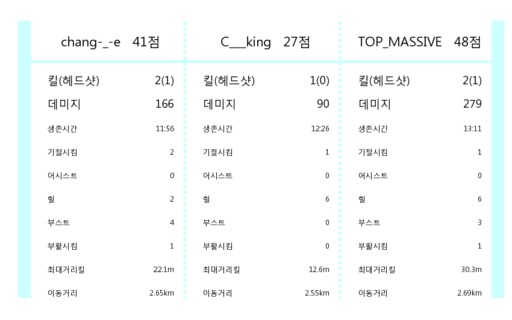 chang-_-e 41점 C___king 27점 TOP_MASSIVE 48점
킬(헤드샷) 2(1) 킬(헤드샷) 1(0) 킬(헤드샷) 2(1)
데미지 166 데미지 90 데미지 279
생존시간 11:56 생존시간 12:26 생존시간 13:11
기절시킴 2 기절시킴 1 기절시킴 1
어시스트 0 어시스트 0 어시스트 0
힐 2 힐 6 힐 6
부스트 4 부스트 0 부스트 3
부활시킴 1 부활시킴 0 부활시킴 1
최대거리킬 22.1m 최대거리킬 12.6m 최대거리킬 30.3m
이동거리 2.65km 이동거리 2.55km 이동거리 2.69km